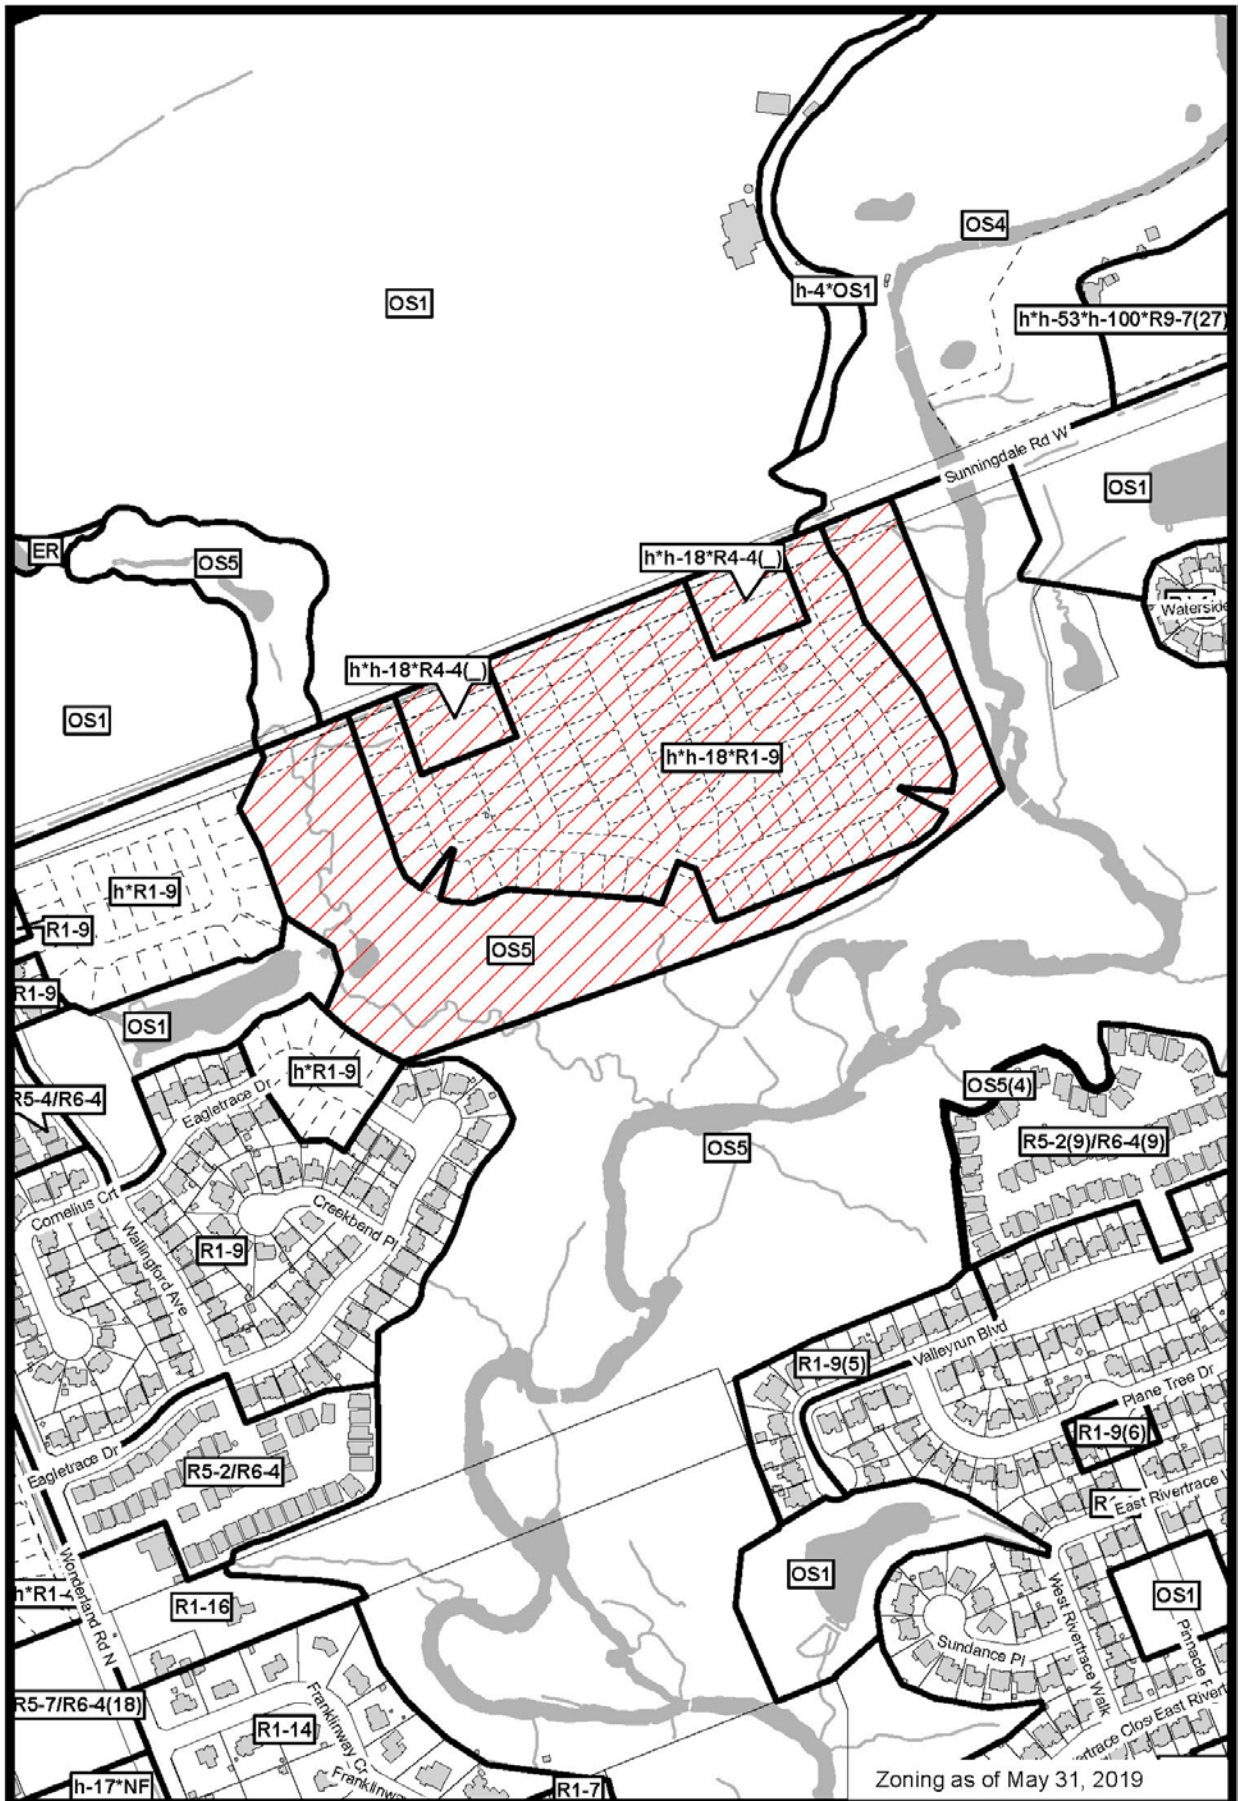 OS4
h-4*OS1
OS1
h*h-53*h-100*R9-7(27)
Sunningdale Rd W
OS1
ER
OS5
h*h-18*R4-4(_)
Waterside
h*h-18*R4-4(_)
OS1
h*h-18*R1-9
h*R1-9
R1-9
OS5
R1-9
OS1
h*R1-9
OS5(4)
R5-4/R6-4
Eagletrace Dr
R5-2(9)/R6-4(9)
OS5
Cornelius Crt
Creekbend Pl
Wallingford Ave
R1-9
Valleyrun Blvd
R1-9(5)
Plane Tree Dr
R1-9(6)
Eagletrace Dr
R5-2/R6-4
East Rivertrace
OS1
OS1
Wonderland Rd N
West Rivertrace Walk
h*R1-
R1-16
Sundance Pl
Pinnacle
R5-7/R6-4(18)
R1-14
Franklinway Cr
East Rivert
ertrace Clos
Franklinwa
h-17*NF
R1-7
Zoning as of May 31, 2019